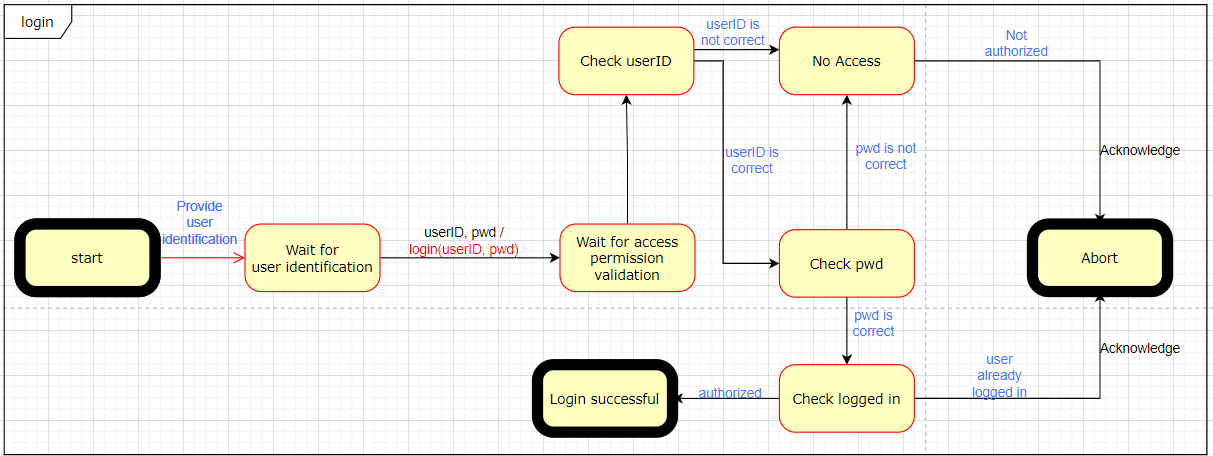 login
userID is
not correct
Check userID
No Access
Not
authorized
userID is
correct
pwd is not
correct
Acknowledge
Provide
user
identification
start
Wait for
user identification
userID, pwd /
login(userID, pwd)
Wait for access
permission
validation
Check pwd
Abort
pwd is
correct
Acknowledge
user
already
logged in
Login successful
authorized
Check logged in